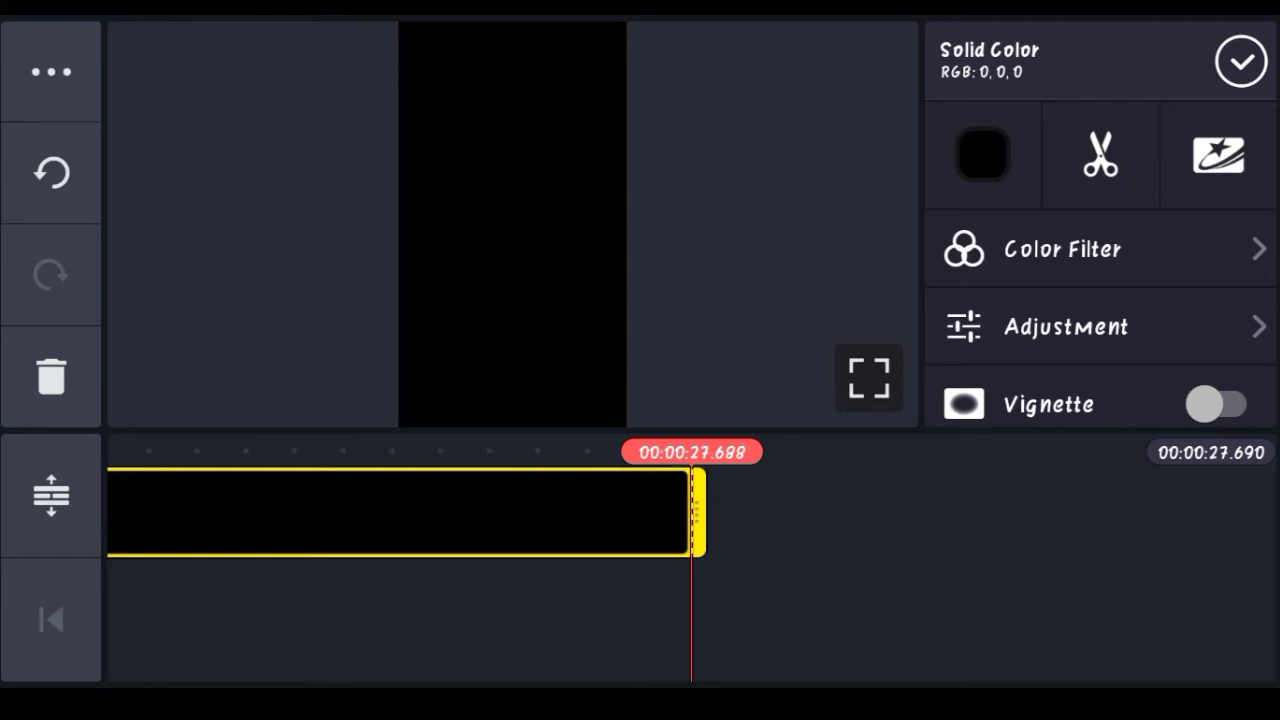 Solid Color
RGB: 0, 0, 0
Color Filter
Adjustment
Vignette
00:00:27.688
00:00:27.690